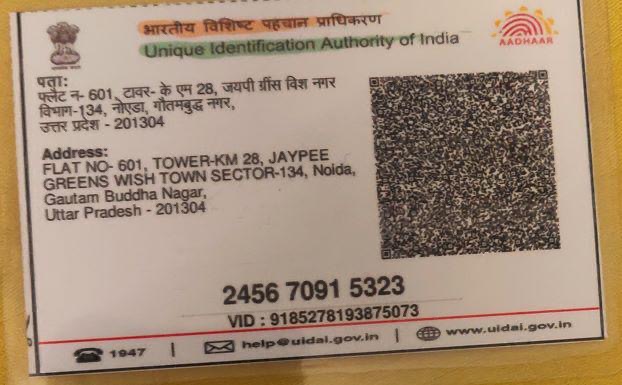 भारतीय विशिष्ट पहचान प्राधिकरण
Unique Identification Authority of India
AADHAAR
पता:
फ्लैट न- 601, टावर- के एम 28, जयपी ग्रींस विश नगर
विभाग-134, नोएडा, गौतमबुद्ध नगर,
उत्तर प्रदेश - 201304
Address:
FLAT NO- 601, TOWER-KM 28, JAYPEE
GREENS WISH TOWN SECTOR-134, Noida,
Gautam Buddha Nagar,
Uttar Pradesh - 201304
2456 7091 5323
VID : 9185278193875073
1947 | help@uidai.gov.in | www.uidai.gov.in